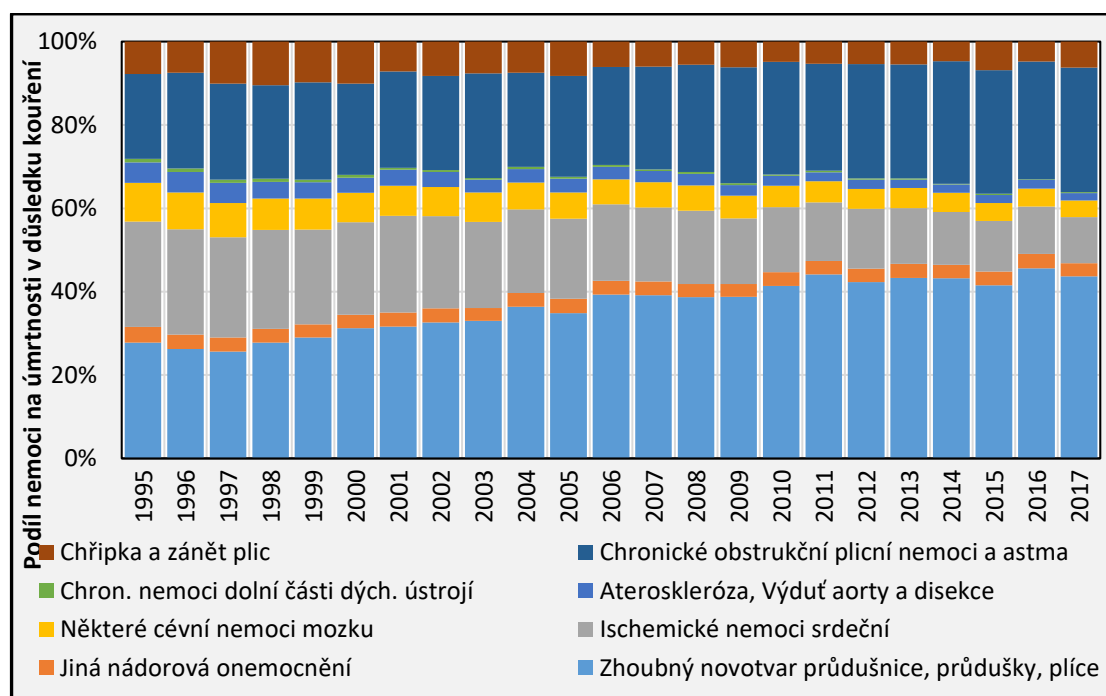 Podíl nemoci na úmrtnosti v důsledku kouření
100%
80%
60%
40%
20%
0%
1995 1996 1997 1998 1999 2000 2001 2002 2003 2004 2005 2006 2007 2008 2009 2010 2011 2012 2013 2014 2015 2016 2017
Chřipka a zánět plic
Chronické obstrukční plicní nemoci a astma
Chron. nemoci dolní části dých. ústrojí
Ateroskleróza, Výduť aorty a disekce
Některé cévní nemoci mozku
Ischemické nemoci srdeční
Jiná nádorová onemocnění
Zhoubný novotvar průdušnice, průdušky, plíce